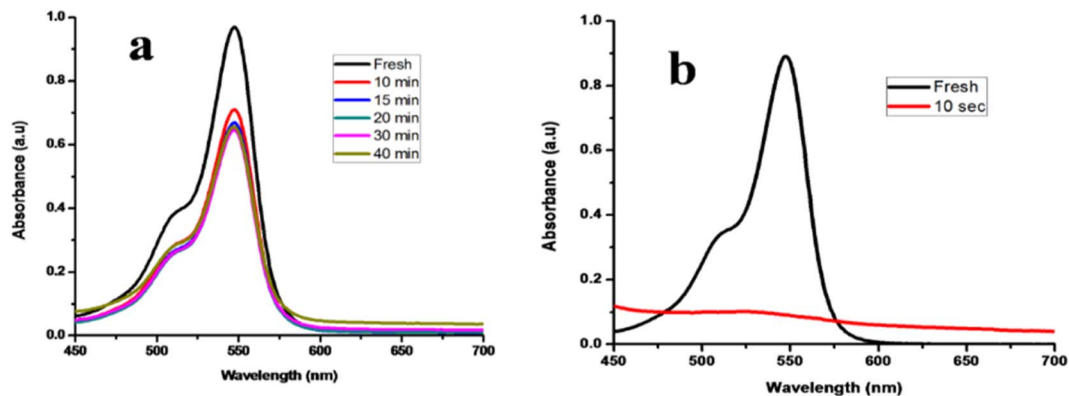 a
Fresh
10 min
15 min
20 min
30 min
40 min
1.0
0.8
0.6
0.4
0.2
0.0
450
500
550
600
650
700
Absorbance (a.u)
Wavelength (nm)
b
Fresh
10 sec
1.0
0.8
0.6
0.4
0.2
0.0
450
500
550
600
650
700
Absorbance (a.u)
Wavelength (nm)